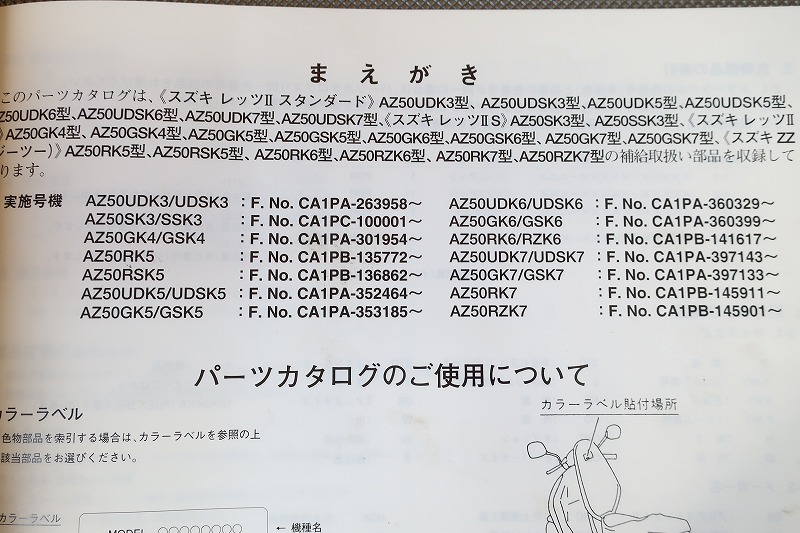 まえがき
このパーツカタログは、《スズキ レッツⅡ スタンダード》AZ50UDK3型、AZ50UDSK3型、AZ50UDK5型、AZ50UDSK5型、
AZ50UDK6型、AZ50UDSK6型、AZ50UDK7型、AZ50UDSK7型、《スズキ レッツⅡS》AZ50SK3型、AZ50SSK3型、《スズキ レッツⅡ
》AZ50GK4型、AZ50GSK4型、AZ50GK5型、AZ50GSK5型、AZ50GK6型、AZ50GSK6型、AZ50GK7型、AZ50GSK7型、《スズキ ZZ
ジーツー)》AZ50RK5型、AZ50RSK5型、AZ50RK6型、AZ50RZK6型、AZ50RK7型、AZ50RZK7型の補給取扱い部品を収録して
ります。
実施号機 AZ50UDK3/UDSK3 : F. No. CA1PA-263958～ AZ50UDK6/UDSK6 : F. No. CA1PA-360329～
AZ50SK3/SSK3 : F. No. CA1PC-100001～ AZ50GK6/GSK6 : F. No. CA1PA-360399～
AZ50GK4/GSK4 : F. No. CA1PA-301954～ AZ50RK6/RZK6 : F. No. CA1PB-141617～
AZ50RK5 : F. No. CA1PB-135772～ AZ50UDK7/UDSK7 : F. No. CA1PA-397143～
AZ50RSK5 : F. No. CA1PB-136862～ AZ50GK7/GSK7 : F. No. CA1PA-397133～
AZ50UDK5/UDSK5 : F. No. CA1PA-352464～ AZ50RK7 : F. No. CA1PB-145911～
AZ50GK5/GSK5 : F. No. CA1PA-353185～ AZ50RZK7 : F. No. CA1PB-145901～
パーツカタログのご使用について
カラーラベル
色物部品を索引する場合は、カラーラベルを参照の上
該当部品をお選びください。
カラーラベル貼付場所
カラーラベル
MODEL ○○○○○○○○ ← 機種名